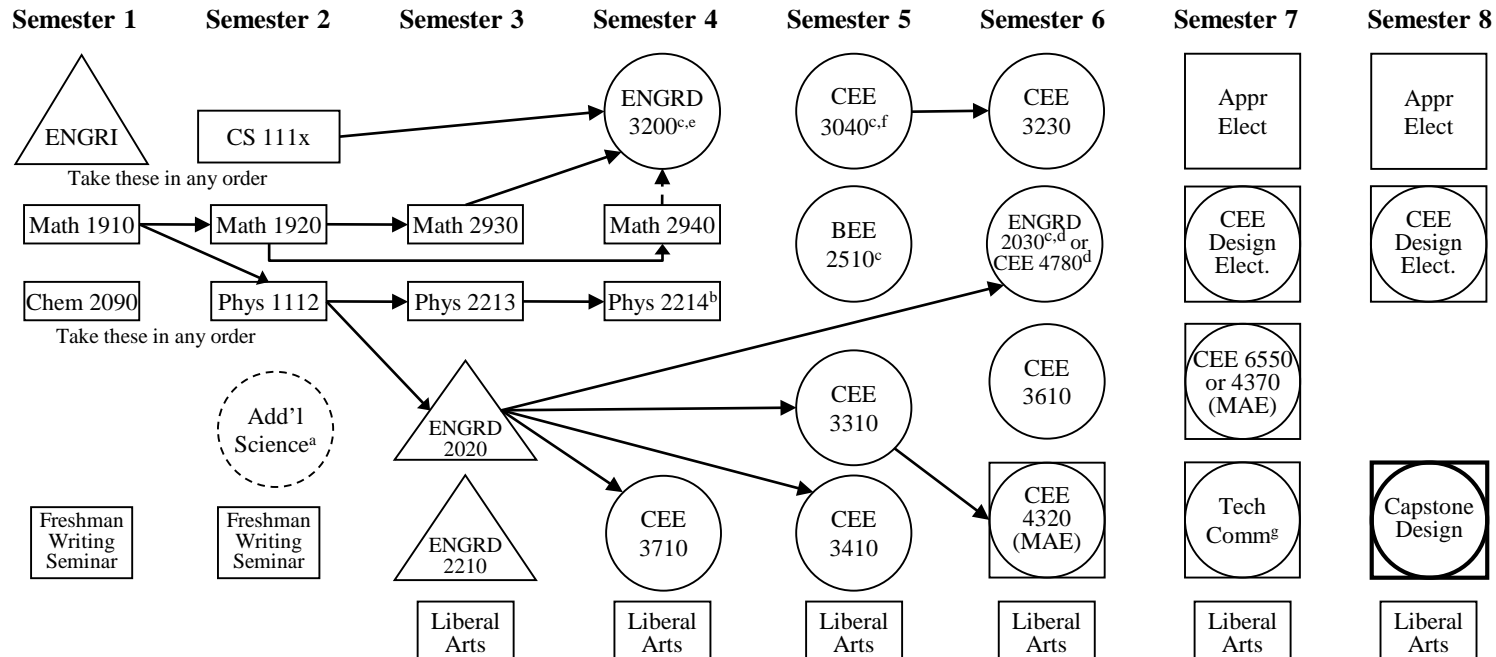 Semester 1
Semester 2
Semester 3
Semester 4
Semester 5
Semester 6
Semester 7
Semester 8
ENGRI
CS 111x
ENGRD
3200c,e
CEE
3040c,f
CEE
3230
Appr
Elect
Appr
Elect
Take these in any order
Math 1910
Math 1920
Math 2930
Math 2940
BEE
2510c
ENGRD
2030c,d or
CEE 4780d
CEE
Design
Elect.
CEE
Design
Elect.
Chem 2090
Phys 1112
Phys 2213
Phys 2214b
Take these in any order
Add’l
Sciencea
ENGRD
2020
CEE
3310
CEE
3610
CEE 6550
or 4370
(MAE)
Freshman
Writing
Seminar
Freshman
Writing
Seminar
ENGRD
2210
CEE
3710
CEE
3410
CEE
4320
(MAE)
Tech
Commg
Capstone
Design
Liberal
Arts
Liberal
Arts
Liberal
Arts
Liberal
Arts
Liberal
Arts
Liberal
Arts